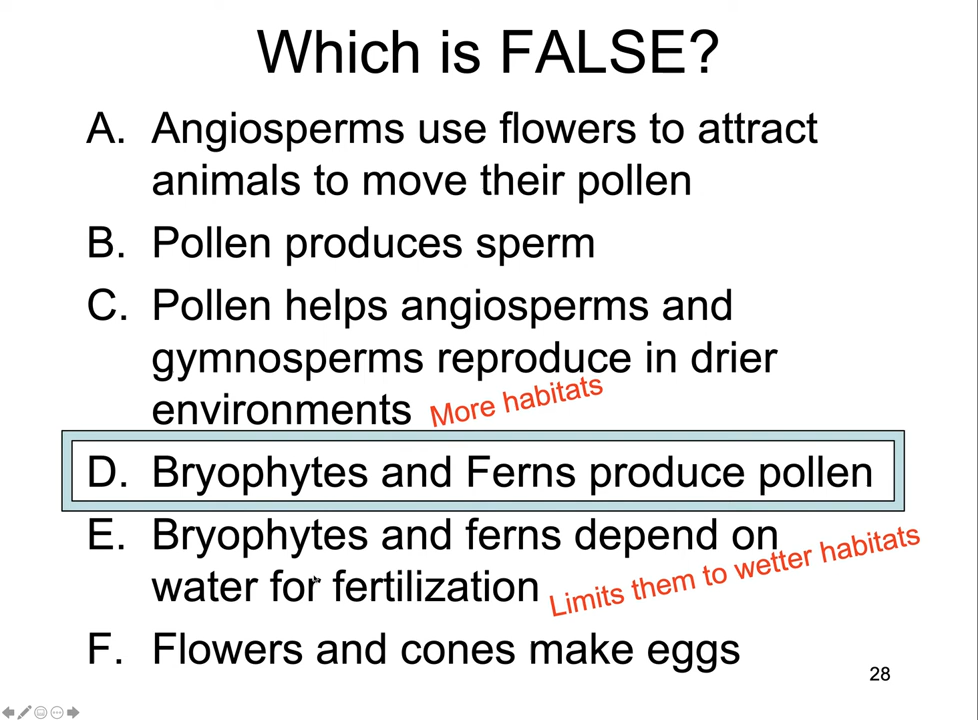 Which is FALSE?
A. Angiosperms use flowers to attract
animals to move their pollen
B. Pollen produces sperm
C. Pollen helps angiosperms and
gymnosperms reproduce in drier
environments More habitats
D. Bryophytes and Ferns produce pollen
E. Bryophytes and ferns depend on
water for fertilization Limits them to wetter habitats
F. Flowers and cones make eggs
28